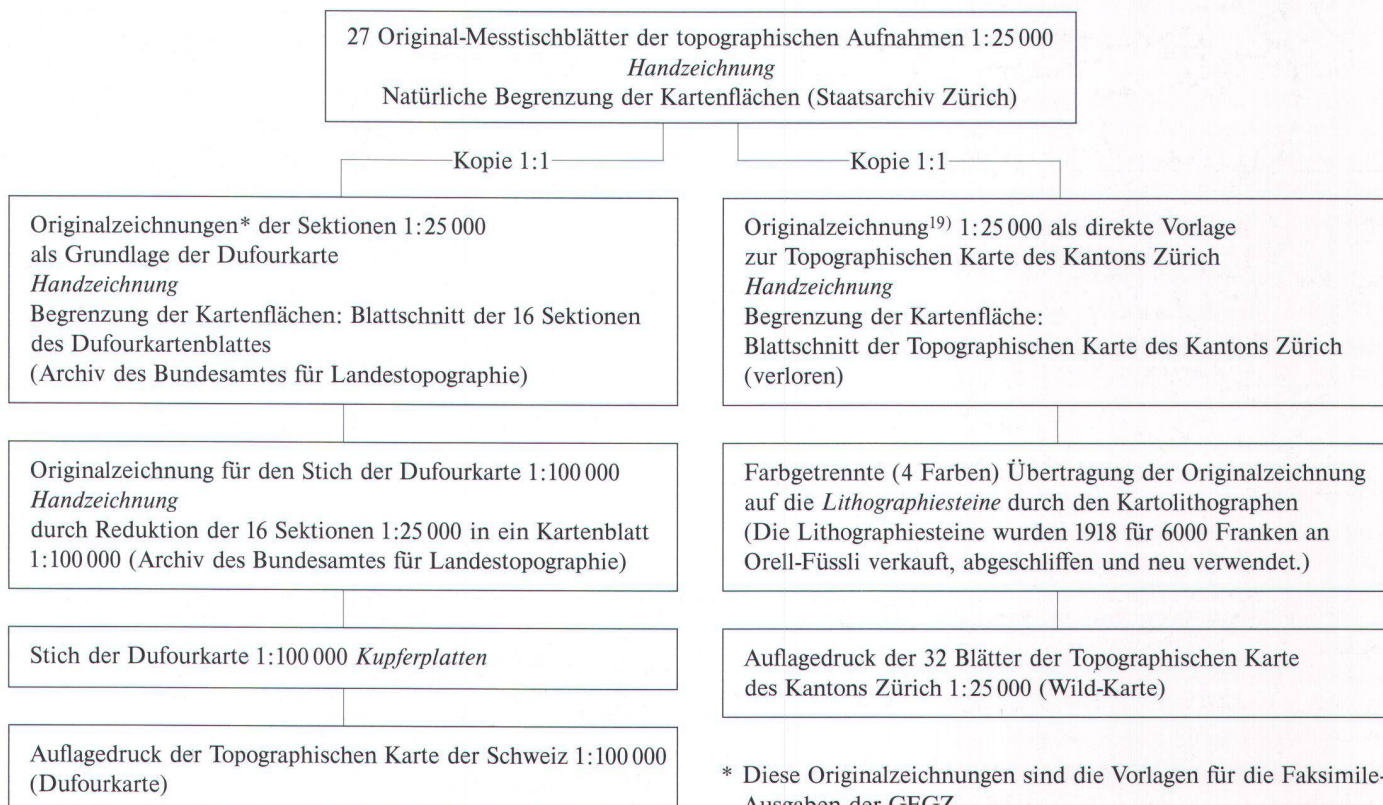 27 Original-Messtischblätter der topographischen Aufnahmen 1:25 000
Handzeichnung
Natürliche Begrenzung der Kartenflächen (Staatsarchiv Zürich)
Kopie 1:1
Kopie 1:1
Originalzeichnungen* der Sektionen 1:25 000
als Grundlage der Dufourkarte
Handzeichnung
Begrenzung der Kartenflächen: Blattschnitt der 16 Sektionen
des Dufourkartenblattes
(Archiv des Bundesamtes für Landestopographie)
Originalzeichnung19) 1:25 000 als direkte Vorlage
zur Topographischen Karte des Kantons Zürich
Handzeichnung
Begrenzung der Kartenfläche:
Blattschnitt der Topographischen Karte des Kantons Zürich
(verloren)
Originalzeichnung für den Stich der Dufourkarte 1:100 000
Handzeichnung
durch Reduktion der 16 Sektionen 1:25 000 in ein Kartenblatt
1:100 000 (Archiv des Bundesamtes für Landestopographie)
Farbgetrennte (4 Farben) Übertragung der Originalzeichnung
auf die Lithographiesteine durch den Kartolithographen
(Die Lithographiesteine wurden 1918 für 6000 Franken an
Orell-Füssli verkauft, abgeschliffen und neu verwendet.)
Stich der Dufourkarte 1:100 000 Kupferplatten
Auflagedruck der 32 Blätter der Topographischen Karte
des Kantons Zürich 1:25 000 (Wild-Karte)
Auflagedruck der Topographischen Karte der Schweiz 1:100 000
(Dufourkarte)
* Diese Originalzeichnungen sind die Vorlagen für die Faksimile-
Ausgaben der GEGZ